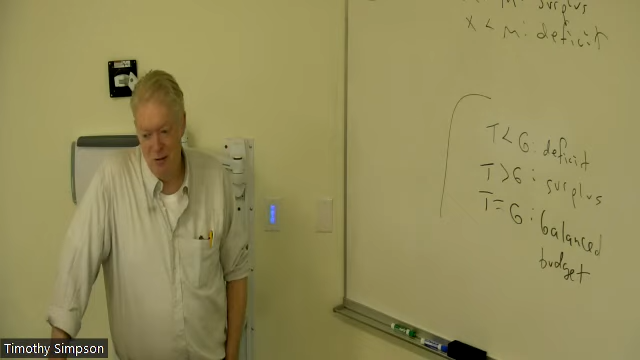 M: surplus
X < M: deficit
T < G: deficit
T > G: surplus
T = G: balanced
budget
Timothy Simpson